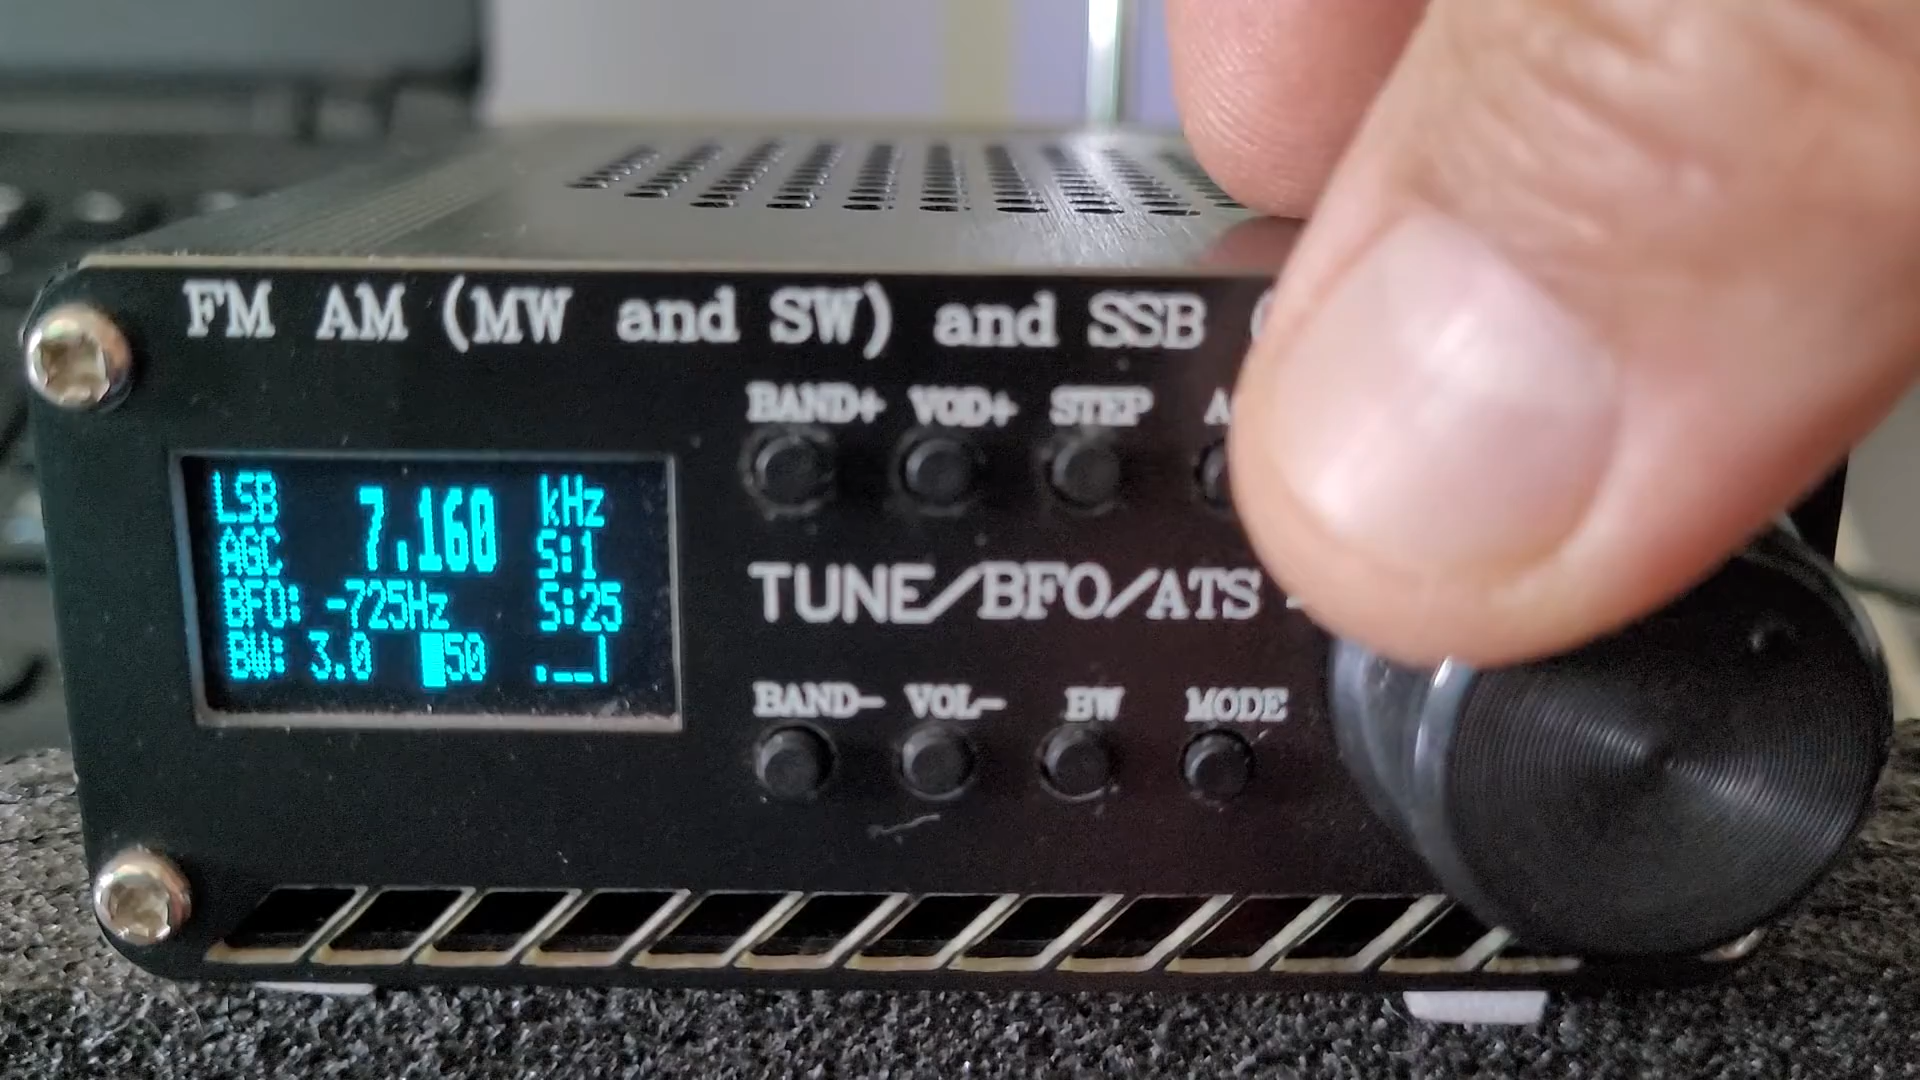 FM AM (MW and SW) and SSB
BAND+ VOD+ STEP
LSB 7.160 kHz
AGC S:1
BFO: -725Hz S:25
BW: 3.0 50
TUNE/BFO/ATS
BAND- VOL- BW MODE